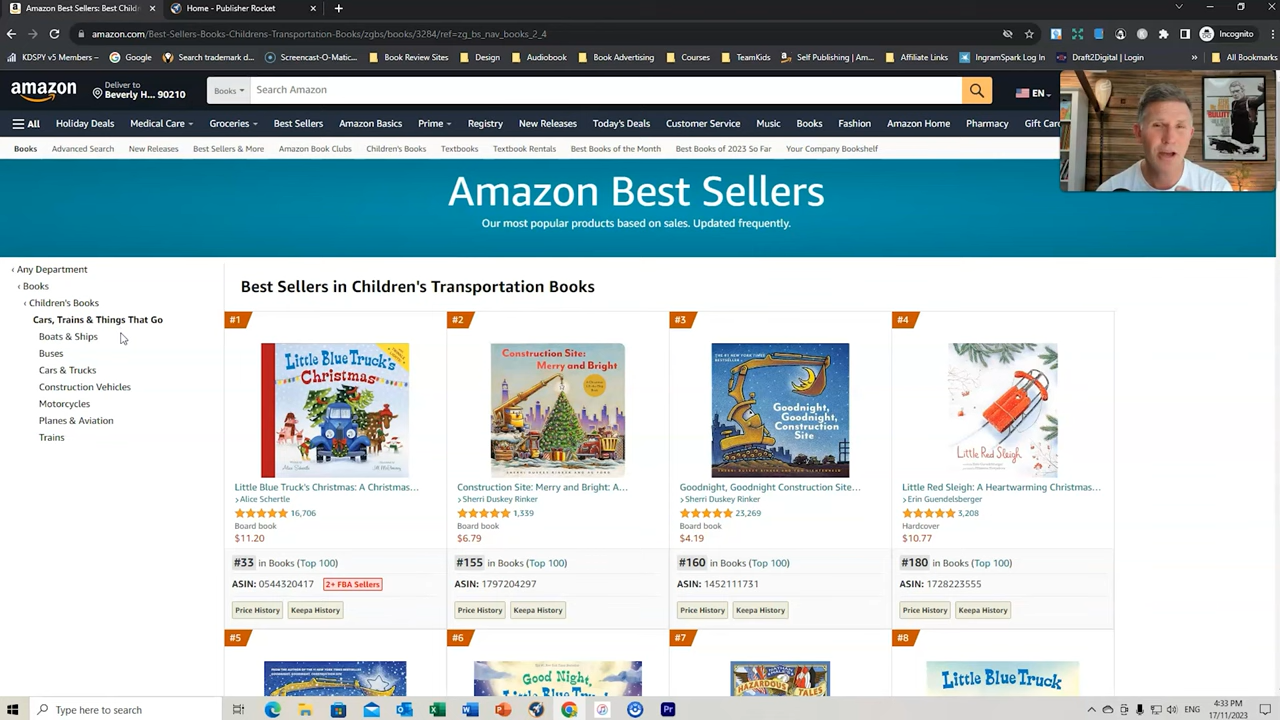 Amazon Best Sellers: Best Childr
Home - Publisher Rocket
amazon.com/Best-Sellers-Books-Childrens-Transportation-Books/zgbs/books/3284/ref=zg_bs_nav_books_2_4
Incognito
KDSPY v5 Members –
Google
Search trademark d...
Screencast-O-Matic...
Book Review Sites
Design
Audiobook
Book Advertising
Courses
TeamKids
Self Publishing | Am...
Affiliate Links
IngramSpark Log In
Draft2Digital | Login
All Bookmarks
amazon
Deliver to
Beverly H... 90210
Books
Search Amazon
EN
All
Holiday Deals
Medical Care
Groceries
Best Sellers
Amazon Basics
Prime
Registry
New Releases
Today's Deals
Customer Service
Music
Books
Fashion
Amazon Home
Pharmacy
Gift Car
Books
Advanced Search
New Releases
Best Sellers & More
Amazon Book Clubs
Children's Books
Textbooks
Textbook Rentals
Best Books of the Month
Best Books of 2023 So Far
Your Company Bookshelf
Amazon Best Sellers
Our most popular products based on sales. Updated frequently.
‹ Any Department
‹ Books
‹ Children's Books
Cars, Trains & Things That Go
Boats & Ships
Buses
Cars & Trucks
Construction Vehicles
Motorcycles
Planes & Aviation
Trains
Best Sellers in Children's Transportation Books
#1
Little Blue Truck's
Christmas
Little Blue Truck's Christmas: A Christmas...
›Alice Schertle
16,706
Board book
$11.20
#33 in Books (Top 100)
ASIN: 0544320417
2+ FBA Sellers
Price History
Keepa History
#2
Construction Site:
Merry and Bright
Construction Site: Merry and Bright: A...
›Sherri Duskey Rinker
1,339
Board book
$6.79
#155 in Books (Top 100)
ASIN: 1797204297
Price History
Keepa History
#3
Goodnight,
Goodnight,
Construction
Site
Goodnight, Goodnight Construction Site...
›Sherri Duskey Rinker
23,269
Board book
$4.19
#160 in Books (Top 100)
ASIN: 1452111731
Price History
Keepa History
#4
Little Red Sleigh
Little Red Sleigh: A Heartwarming Christmas...
›Erin Guendelsberger
3,208
Hardcover
$10.77
#180 in Books (Top 100)
ASIN: 1728223555
Price History
Keepa History
#5
#6
Good Night,
#7
HAZARDOUS
TALES
#8
Little Blue Truck
Type here to search
ENG
4:33 PM
17/11/2023